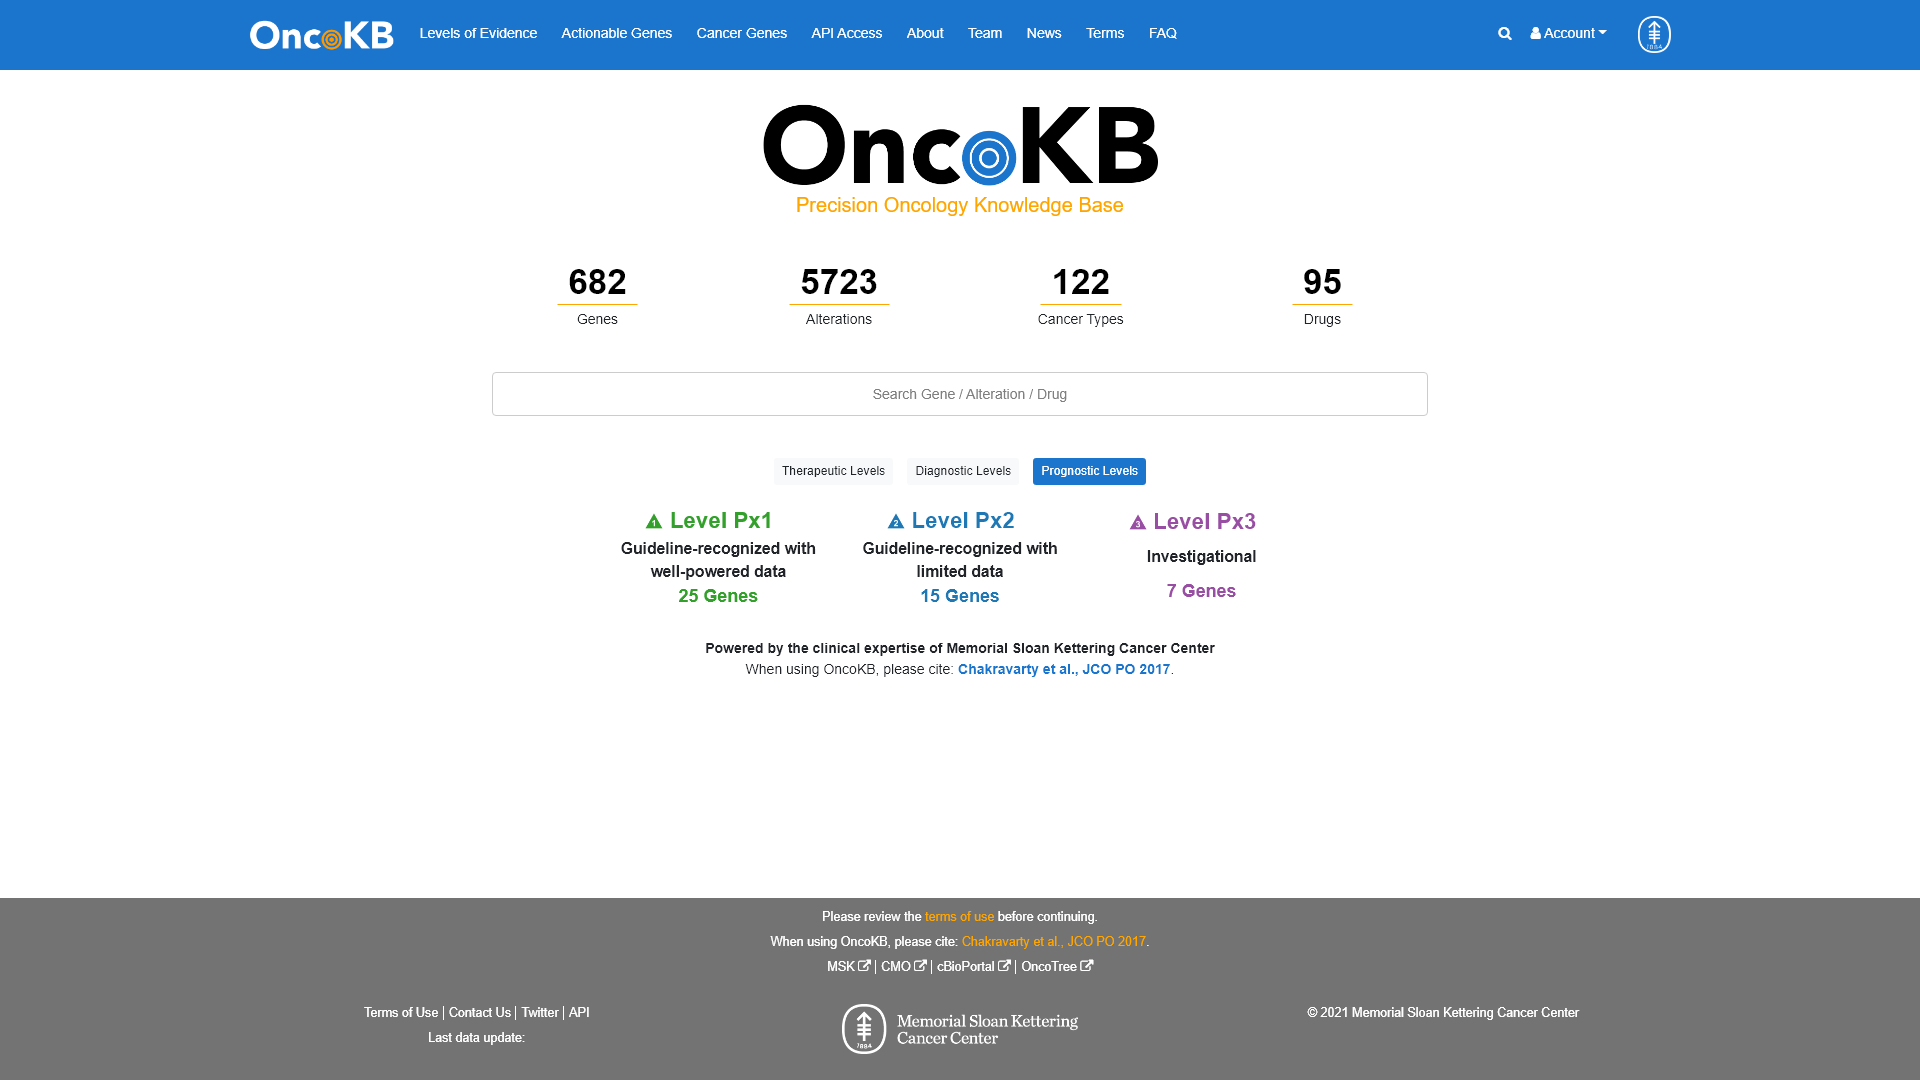 OncoKB Levels of Evidence Actionable Genes Cancer Genes API Access About Team News Terms FAQ Account
1884
OncoKB
Precision Oncology Knowledge Base
682 5723 122 95
Genes Alterations Cancer Types Drugs
Search Gene / Alteration / Drug
Therapeutic Levels Diagnostic Levels Prognostic Levels
1 Level Px1 2 Level Px2 3 Level Px3
Guideline-recognized with Guideline-recognized with Investigational
well-powered data limited data
25 Genes 15 Genes 7 Genes
Powered by the clinical expertise of Memorial Sloan Kettering Cancer Center
When using OncoKB, please cite: Chakravarty et al., JCO PO 2017.
Please review the terms of use before continuing.
When using OncoKB, please cite: Chakravarty et al., JCO PO 2017.
MSK | CMO | cBioPortal | OncoTree
Terms of Use | Contact Us | Twitter | API
Last data update:
1884
Memorial Sloan Kettering
Cancer Center
© 2021 Memorial Sloan Kettering Cancer Center